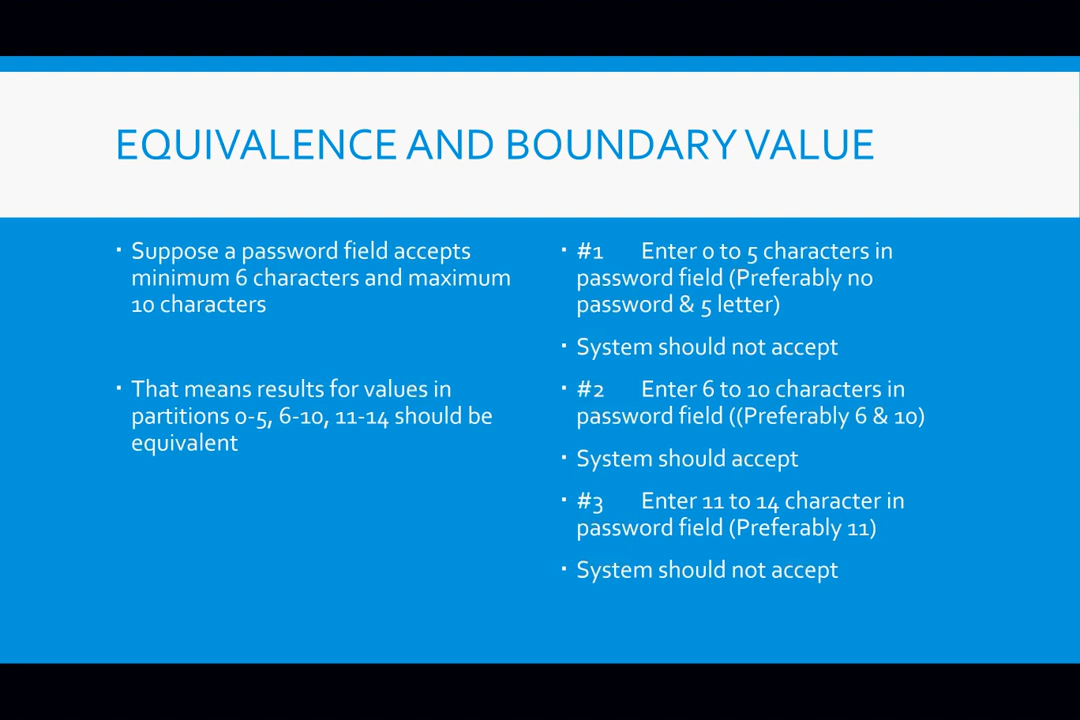 EQUIVALENCE AND BOUNDARY VALUE
▪ Suppose a password field accepts
minimum 6 characters and maximum
10 characters
▪ That means results for values in
partitions 0-5, 6-10, 11-14 should be
equivalent
▪ #1 Enter 0 to 5 characters in
password field (Preferably no
password & 5 letter)
▪ System should not accept
▪ #2 Enter 6 to 10 characters in
password field ((Preferably 6 & 10)
▪ System should accept
▪ #3 Enter 11 to 14 character in
password field (Preferably 11)
▪ System should not accept